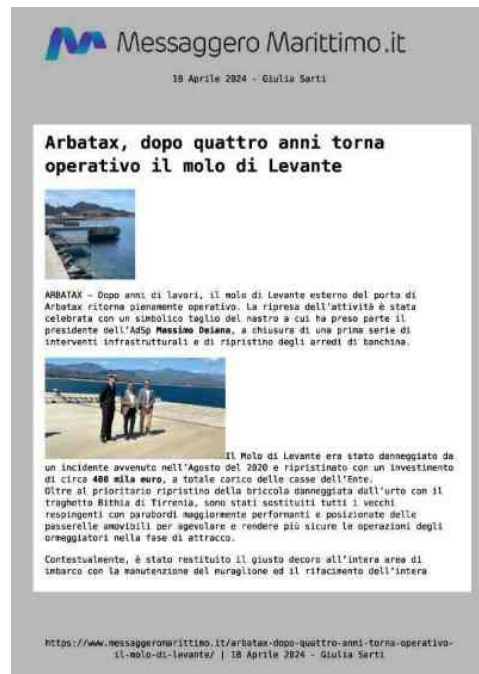 Messaggero Marittimo.it
18 Aprile 2024 - Giulia Sarti
Arbatax, dopo quattro anni torna
operativo il molo di Levante
ARBATAX – Dopo anni di lavori, il molo di Levante esterno del porto di
Arbatax ritorna pienamente operativo. La ripresa dell'attività è stata
celebrata con un simbolico taglio del nastro a cui ha preso parte il
presidente dell'AdSp Massimo Deiana, a chiusura di una prima serie di
interventi infrastrutturali e di ripristino degli arredi di banchina.
Il Molo di Levante era stato danneggiato da
un incidente avvenuto nell'Agosto del 2020 e ripristinato con un investimento
di circa 400 mila euro, a totale carico delle casse dell'Ente.
Oltre al prioritario ripristino della briccola danneggiata dall'urto con il
traghetto Bithia di Tirrenia, sono stati sostituiti tutti i vecchi
respingenti con parabordi maggiormente performanti e posizionate delle
passerelle amovibili per agevolare e rendere più sicure le operazioni degli
ormeggiatori nella fase di attracco.
Contestualmente, è stato restituito il giusto decoro all'intera area di
imbarco con la manutenzione del muraglione ed il rifacimento dell'intera
https://www.messaggeromarittimo.it/arbatax-dopo-quattro-anni-torna-operativo-
il-molo-di-levante/ | 18 Aprile 2024 - Giulia Sarti